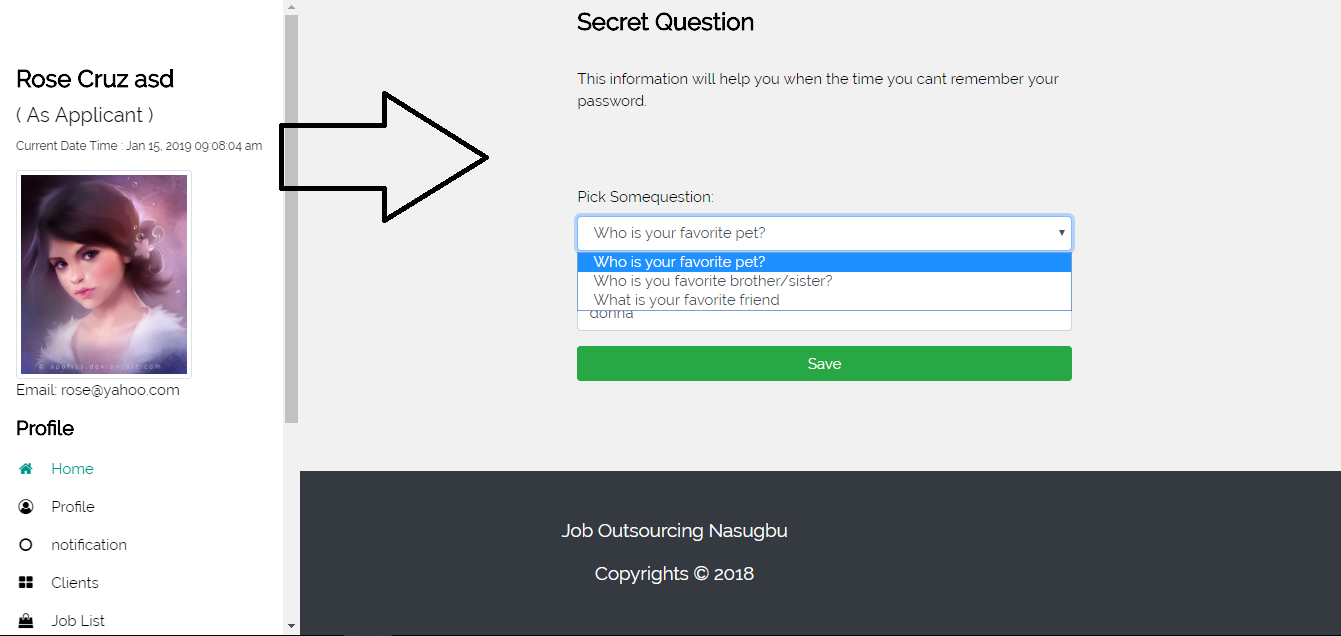 Rose Cruz asd
( As Applicant )
Current Date Time : Jan 15, 2019 09:08:04 am
© apofiss.deviantart.com
Email: rose@yahoo.com
Profile
Home
Profile
notification
Clients
Job List
Secret Question
This information will help you when the time you cant remember your
password.
Pick Somequestion:
Who is your favorite pet?
Who is your favorite pet?
Who is you favorite brother/sister?
What is your favorite friend
donna
Save
Job Outsourcing Nasugbu
Copyrights © 2018